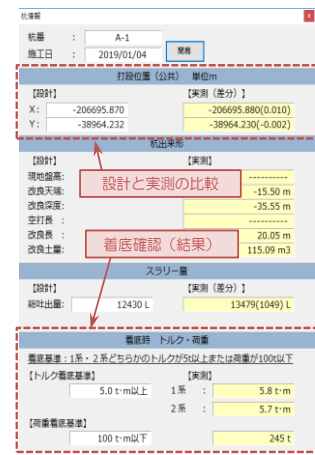 杭情報
杭番 : A-1
施工日 : 2019/01/04 閉じる
打設位置（公共） 単位m
【設計】 【実測（差分）】
X: -206695.870 -206695.880(0.010)
Y: -38964.232 -38964.230(-0.002)
杭出来形
【設計】 【実測】
現地盤高: ----------
設計と実測の比較
改良天端: -15.50 m
改良深度: -35.55 m
空打長 : ----------
改良長 : 20.05 m
着底確認（結果）
改良土量: 115.09 m3
スラリー量
【設計】 【実測（差分）】
総吐出量: 12430 L 13479(1049) L
着底時 トルク・荷重
着底基準：1系・2系どちらかのトルクが5t以上または荷重が100t以下
【トルク着底基準】 【実測】
5.0 t·m以上 1系 : 5.8 t·m
2系 : 5.7 t·m
【荷重着底基準】
100 t·m以下 245 t